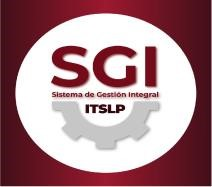 SGI
Sistema de Gestión Integral
ITSLP